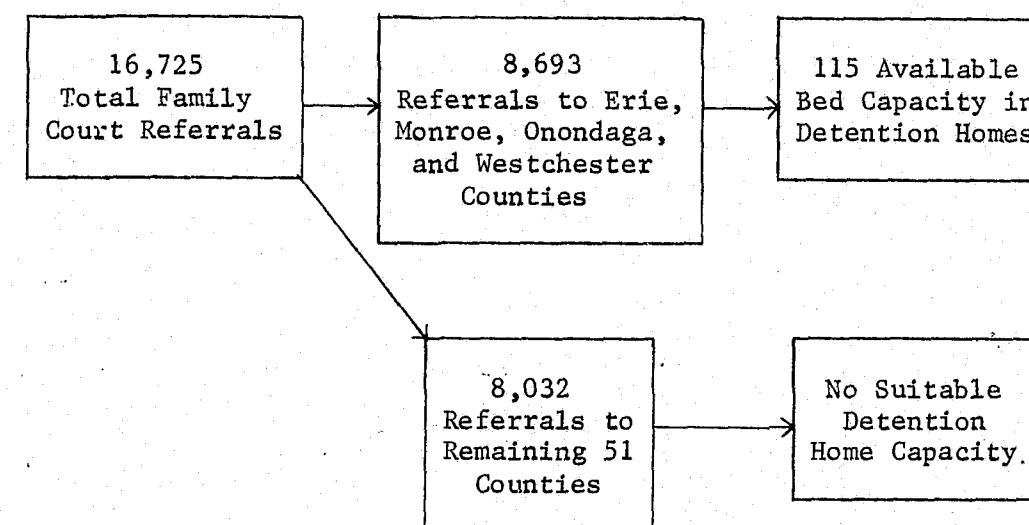 16,725
Total Family
Court Referrals
8,693
Referrals to Erie,
Monroe, Onondaga,
and Westchester
Counties
115 Available
Bed Capacity in
Detention Homes
8,032
Referrals to
Remaining 51
Counties
No Suitable
Detention
Home Capacity.